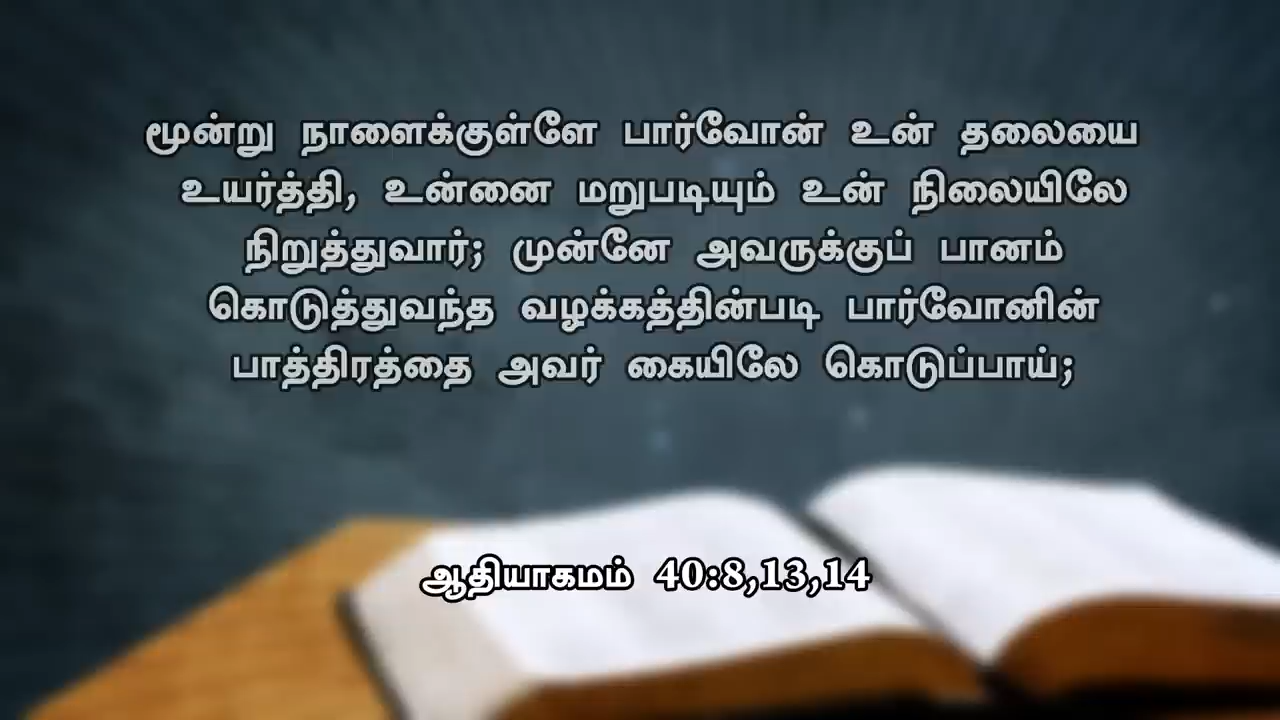 மூன்று நாளைக்குள்ளே பார்வோன் உன் தலையை
உயர்த்தி, உன்னை மறுபடியும் உன் நிலையிலே
நிறுத்துவார்; முன்னே அவருக்குப் பானம்
கொடுத்துவந்த வழக்கத்தின்படி பார்வோனின்
பாத்திரத்தை அவர் கையிலே கொடுப்பாய்;
ஆதியாகமம் 40:8,13,14